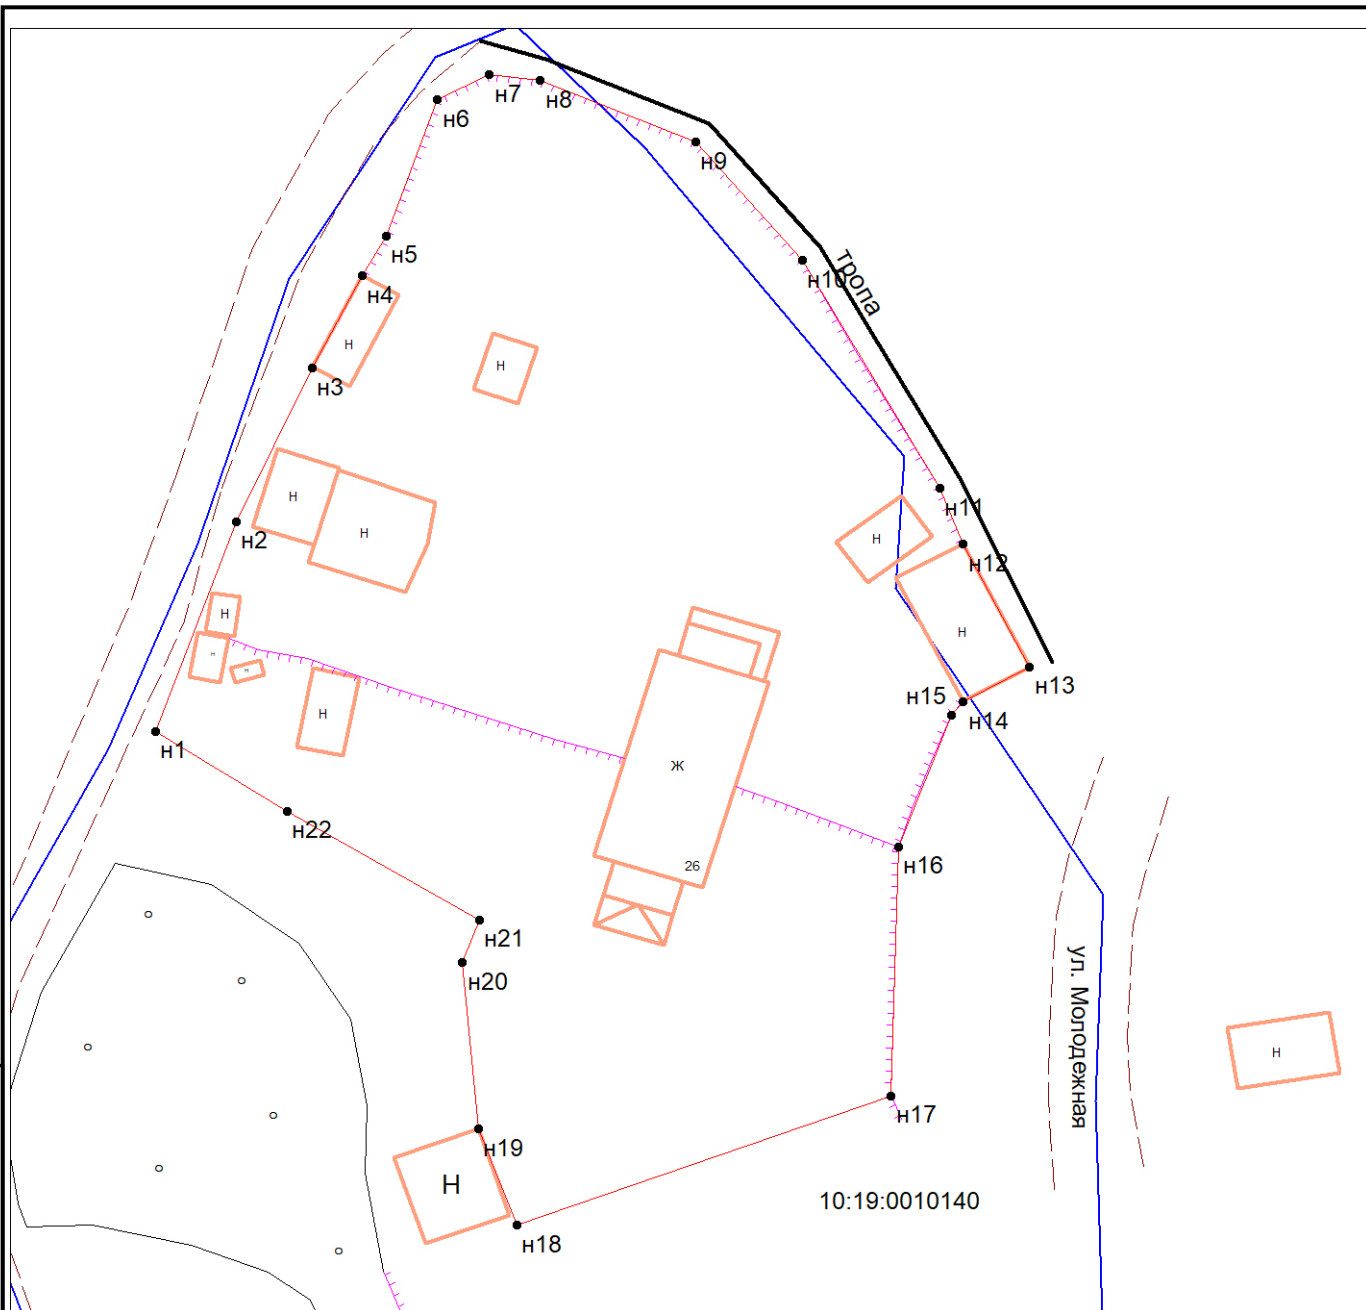 н7
н8
н6
н9
н5
н10
тропа
н4
н
н3
н
н
н2
н
н11
н
н12
н
н
н
н
н13
н15
н14
н
н1
ж
н22
26
н16
н21
н20
ул. Молодежная
н
н17
н19
Н
10:19:0010140
н18